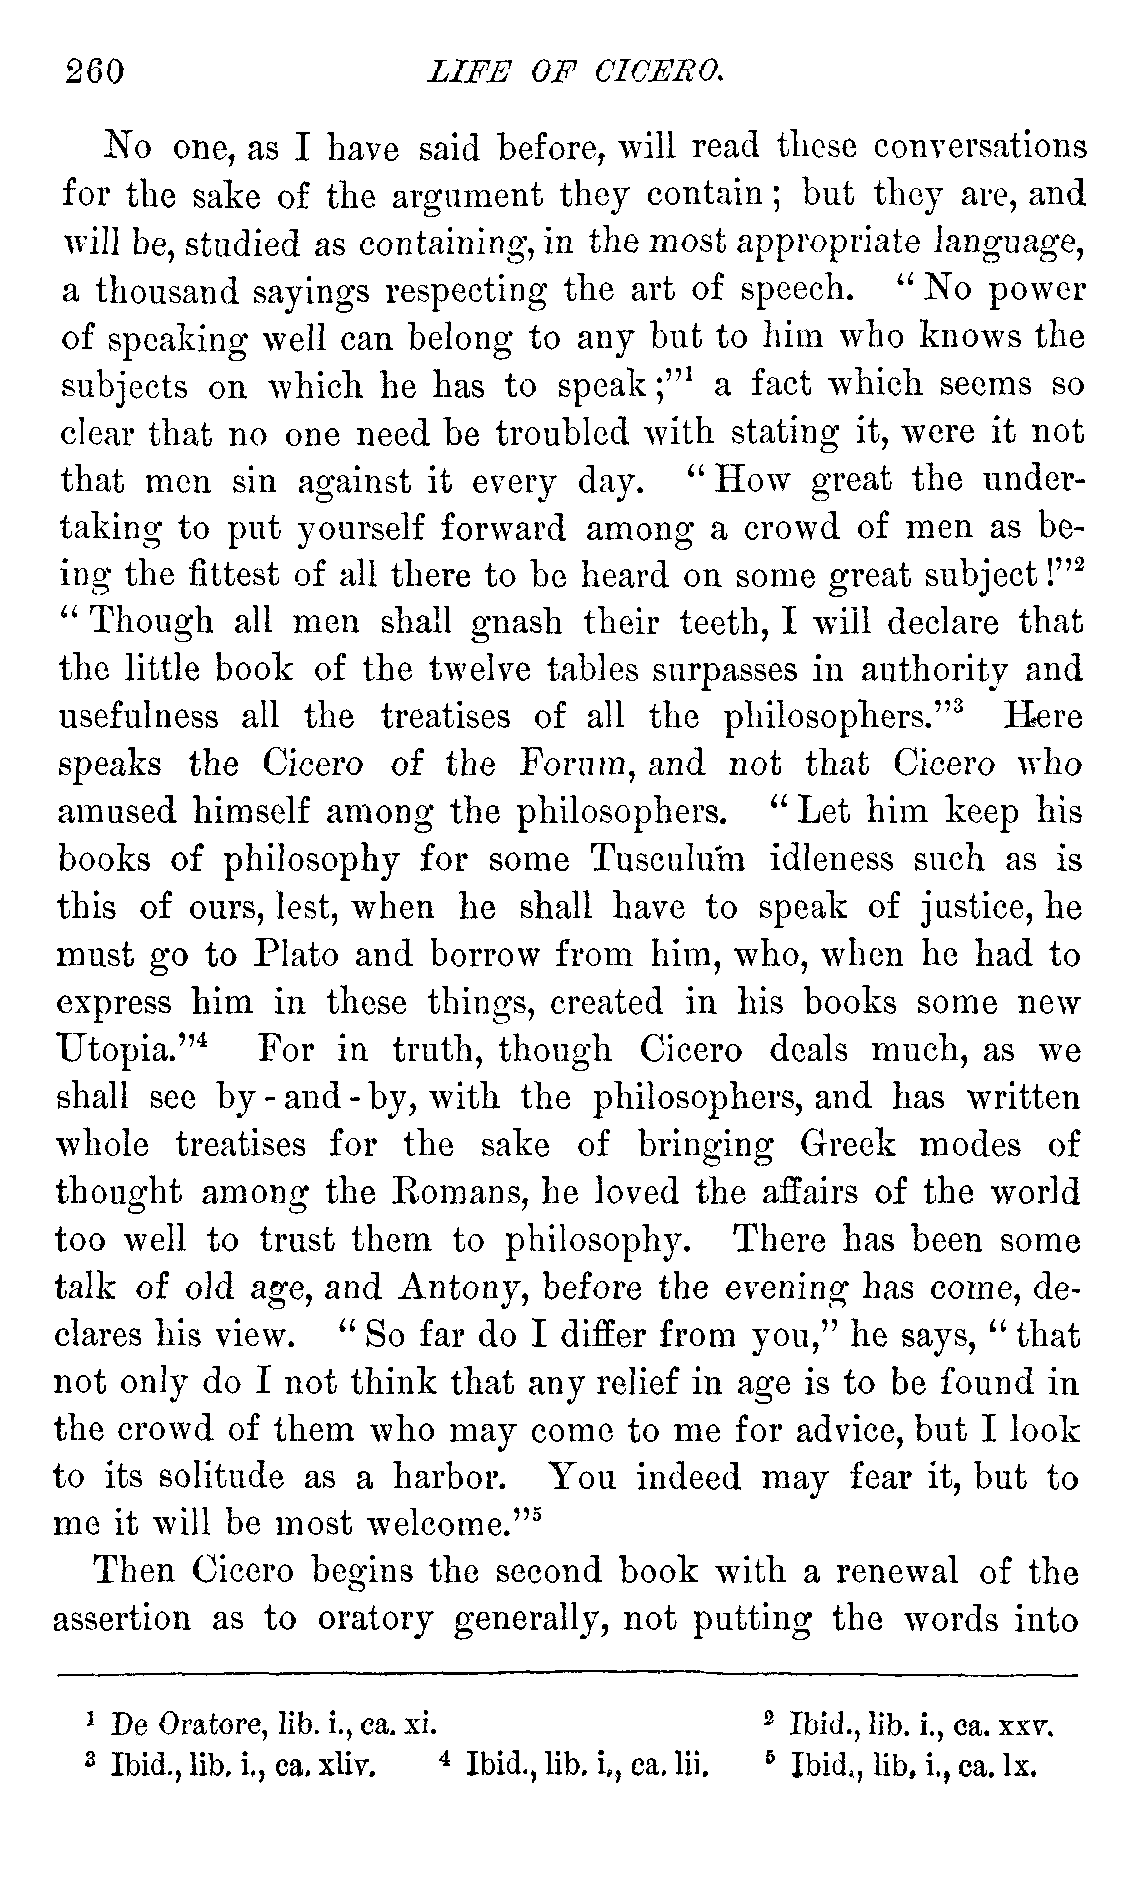 260 LIFE OF CICERO.
No one, as I have said before, will read these conversations
for the sake of the argument they contain; but they are, and
will be, studied as containing, in the most appropriate language,
a thousand sayings respecting the art of speech. “No power
of speaking well can belong to any but to him who knows the
subjects on which he has to speak;”¹ a fact which seems so
clear that no one need be troubled with stating it, were it not
that men sin against it every day. “How great the under-
taking to put yourself forward among a crowd of men as be-
ing the fittest of all there to be heard on some great subject!”²
“Though all men shall gnash their teeth, I will declare that
the little book of the twelve tables surpasses in authority and
usefulness all the treatises of all the philosophers.”³ Here
speaks the Cicero of the Forum, and not that Cicero who
amused himself among the philosophers. “Let him keep his
books of philosophy for some Tusculum idleness such as is
this of ours, lest, when he shall have to speak of justice, he
must go to Plato and borrow from him, who, when he had to
express him in these things, created in his books some new
Utopia.”⁴ For in truth, though Cicero deals much, as we
shall see by-and-by, with the philosophers, and has written
whole treatises for the sake of bringing Greek modes of
thought among the Romans, he loved the affairs of the world
too well to trust them to philosophy. There has been some
talk of old age, and Antony, before the evening has come, de-
clares his view. “So far do I differ from you,” he says, “that
not only do I not think that any relief in age is to be found in
the crowd of them who may come to me for advice, but I look
to its solitude as a harbor. You indeed may fear it, but to
me it will be most welcome.”⁵
Then Cicero begins the second book with a renewal of the
assertion as to oratory generally, not putting the words into
¹ De Oratore, lib. i., ca. xi. ² Ibid., lib. i., ca. xxv.
³ Ibid., lib. i., ca. xliv. ⁴ Ibid., lib. i., ca. lii. ⁵ Ibid., lib. i., ca. lx.